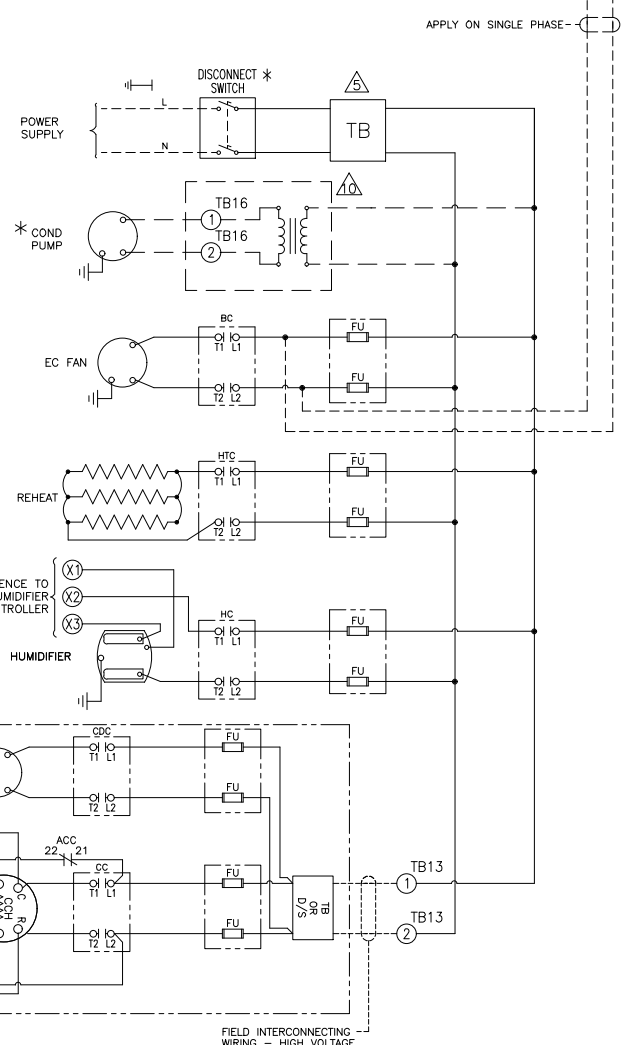 APPLY ON SINGLE PHASE
DISCONNECT *
SWITCH
5
L
POWER
SUPPLY
TB
N
10
TB16
1
* COND
PUMP
TB16
2
BC
FU
T1 L1
EC FAN
FU
T2 L2
HTC
FU
T1 L1
REHEAT
FU
T2 L2
X1
ENCE TO
UMIDIFIER
TROLLER
X2
X3
HC
FU
T1 L1
HUMIDIFIER
FU
T2 L2
CDC
FU
T1 L1
FU
T2 L2
ACC
22 21
CC
FU
T1 L1
TB13
1
CCH
C
R
TB
OR
D/S
FU
T2 L2
TB13
2
FIELD INTERCONNECTING
WIRING - HIGH VOLTAGE